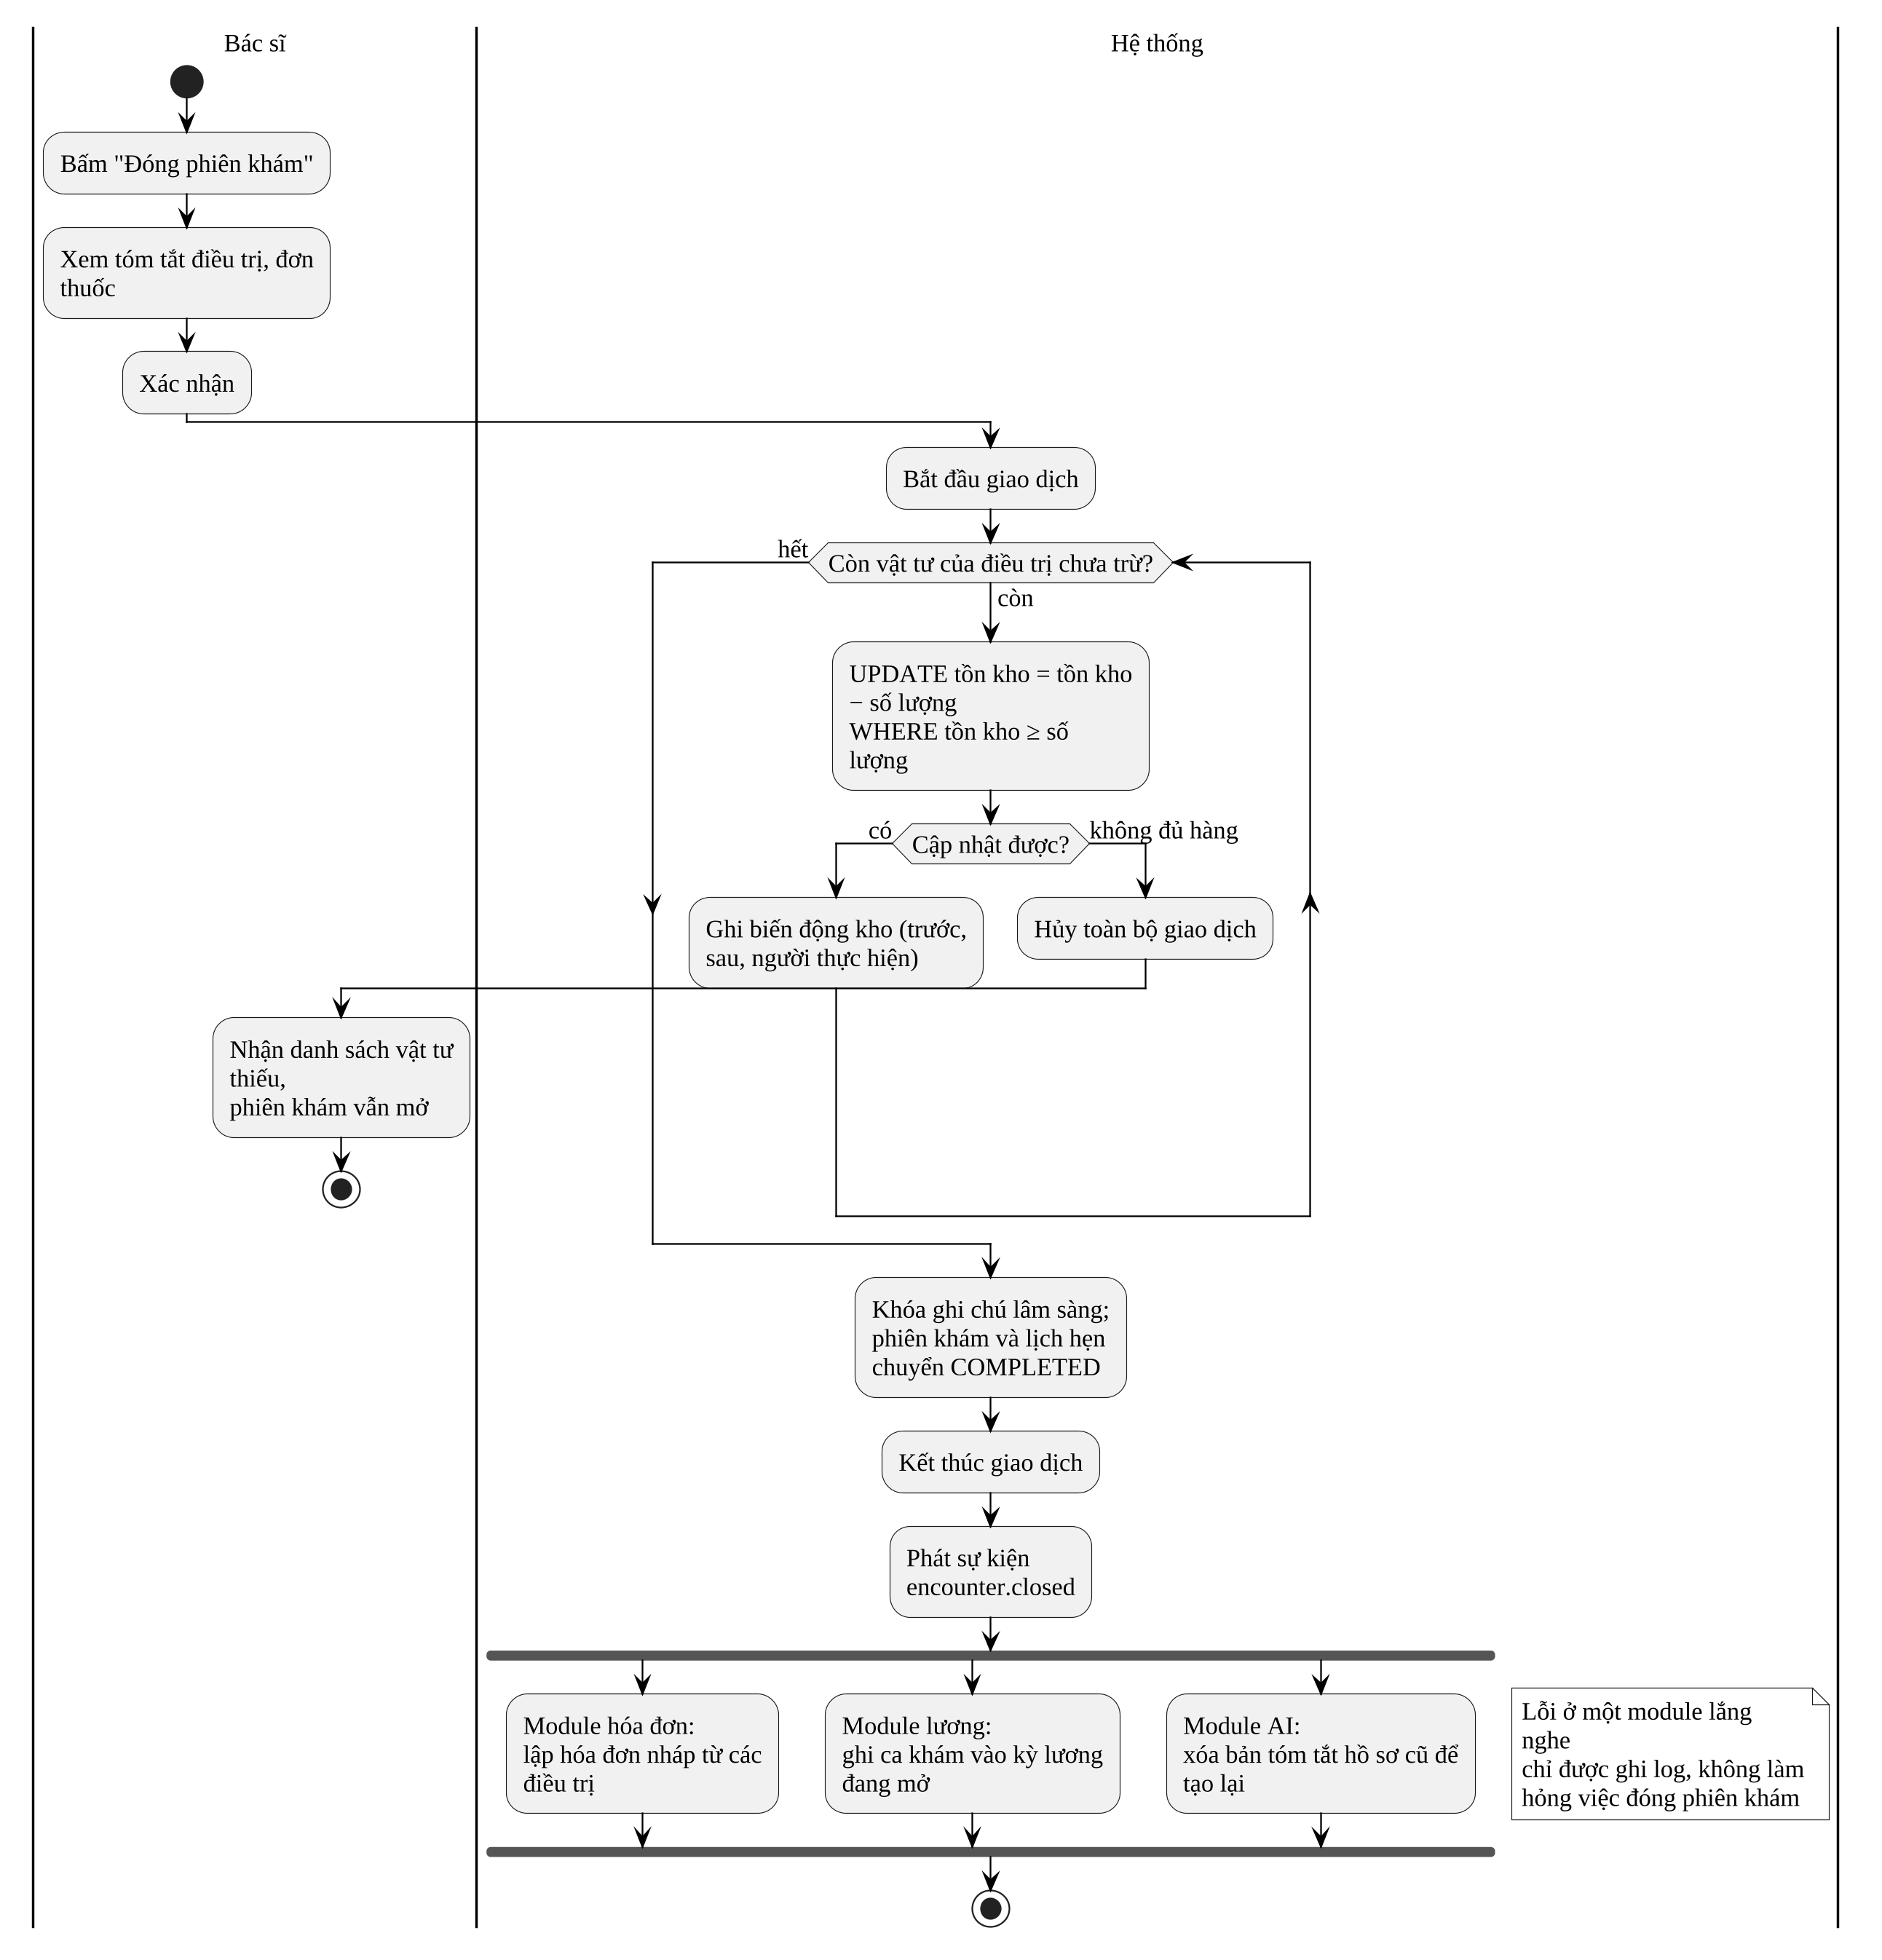 Bác sĩ
Hệ thống
Bấm "Đóng phiên khám"
Xem tóm tắt điều trị, đơn
thuốc
Xác nhận
Bắt đầu giao dịch
hết
Còn vật tư của điều trị chưa trừ?
còn
UPDATE tồn kho = tồn kho
− số lượng
WHERE tồn kho ≥ số
lượng
có
Cập nhật được?
không đủ hàng
Ghi biến động kho (trước,
sau, người thực hiện)
Hủy toàn bộ giao dịch
Nhận danh sách vật tư
thiếu,
phiên khám vẫn mở
Khóa ghi chú lâm sàng;
phiên khám và lịch hẹn
chuyển COMPLETED
Kết thúc giao dịch
Phát sự kiện
encounter.closed
Module hóa đơn:
lập hóa đơn nháp từ các
điều trị
Module lương:
ghi ca khám vào kỳ lương
đang mở
Module AI:
xóa bản tóm tắt hồ sơ cũ để
tạo lại
Lỗi ở một module lắng
nghe
chỉ được ghi log, không làm
hỏng việc đóng phiên khám